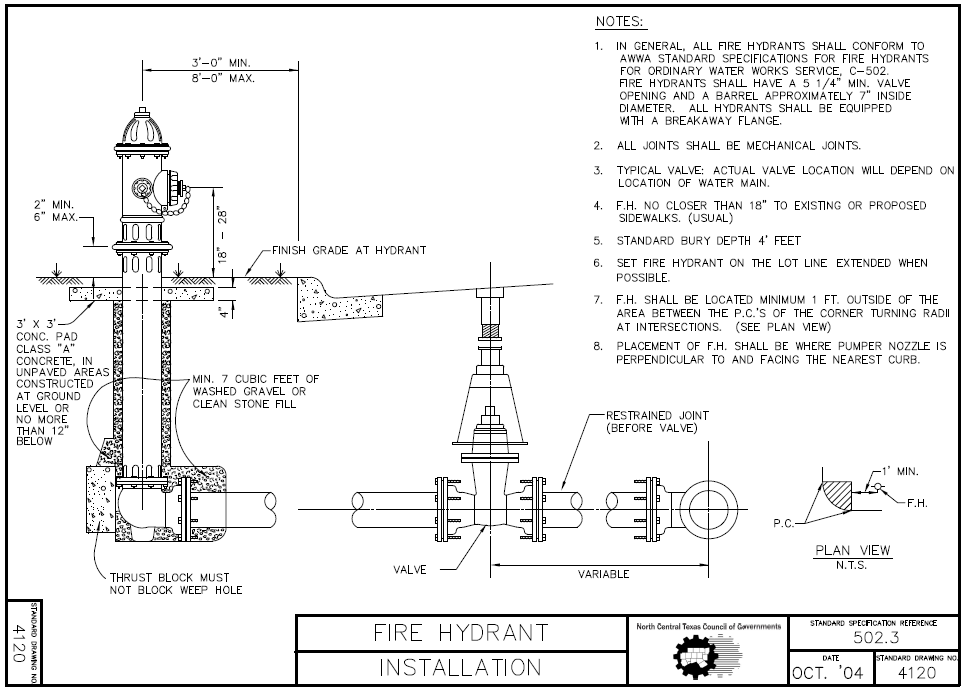 NOTES:
1. IN GENERAL, ALL FIRE HYDRANTS SHALL CONFORM TO
AWWA STANDARD SPECIFICATIONS FOR FIRE HYDRANTS
FOR ORDINARY WATER WORKS SERVICE, C-502.
FIRE HYDRANTS SHALL HAVE A 5 1/4" MIN. VALVE
OPENING AND A BARREL APPROXIMATELY 7" INSIDE
DIAMETER. ALL HYDRANTS SHALL BE EQUIPPED
WITH A BREAKAWAY FLANGE.
2. ALL JOINTS SHALL BE MECHANICAL JOINTS.
3. TYPICAL VALVE: ACTUAL VALVE LOCATION WILL DEPEND ON
LOCATION OF WATER MAIN.
4. F.H. NO CLOSER THAN 18" TO EXISTING OR PROPOSED
SIDEWALKS. (USUAL)
5. STANDARD BURY DEPTH 4' FEET
6. SET FIRE HYDRANT ON THE LOT LINE EXTENDED WHEN
POSSIBLE.
7. F.H. SHALL BE LOCATED MINIMUM 1 FT. OUTSIDE OF THE
AREA BETWEEN THE P.C.'S OF THE CORNER TURNING RADII
AT INTERSECTIONS. (SEE PLAN VIEW)
8. PLACEMENT OF F.H. SHALL BE WHERE PUMPER NOZZLE IS
PERPENDICULAR TO AND FACING THE NEAREST CURB.
3'-0" MIN.
8'-0" MAX.
2" MIN.
6" MAX.
18" - 28"
FINISH GRADE AT HYDRANT
4"
3' X 3'
CONC. PAD
CLASS "A"
CONCRETE, IN
UNPAVED AREAS
CONSTRUCTED
AT GROUND
LEVEL OR
NO MORE
THAN 12"
BELOW
MIN. 7 CUBIC FEET OF
WASHED GRAVEL OR
CLEAN STONE FILL
RESTRAINED JOINT
(BEFORE VALVE)
1' MIN.
F.H.
P.C.
PLAN VIEW
N.T.S.
VALVE
VARIABLE
THRUST BLOCK MUST
NOT BLOCK WEEP HOLE
STANDARD DRAWING NO.
4120
FIRE HYDRANT
INSTALLATION
North Central Texas Council of Governments
STANDARD SPECIFICATION REFERENCE
502.3
DATE
OCT. '04
STANDARD DRAWING NO.
4120